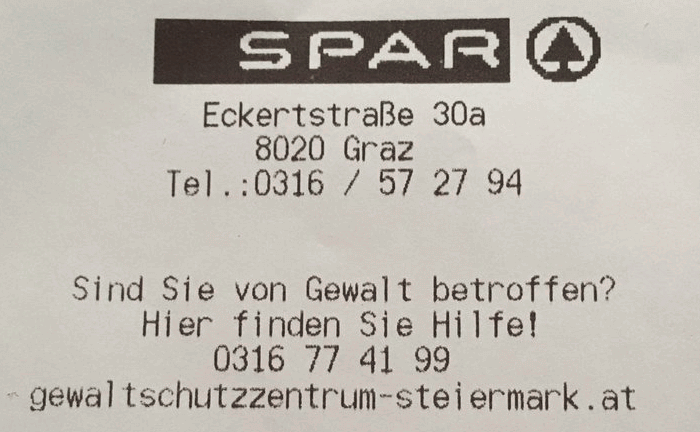 SPAR
Eckertstraße 30a
8020 Graz
Tel.:0316 / 57 27 94
Sind Sie von Gewalt betroffen?
Hier finden Sie Hilfe!
0316 77 41 99
gewaltschutzzentrum-steiermark.at